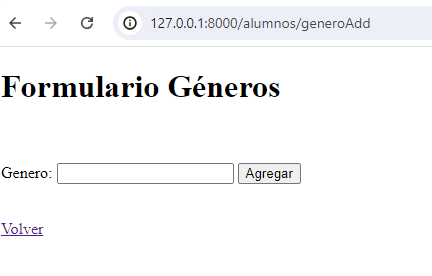 127.0.0.1:8000/alumnos/generoAdd
Formulario Géneros
Genero: Agregar
Volver